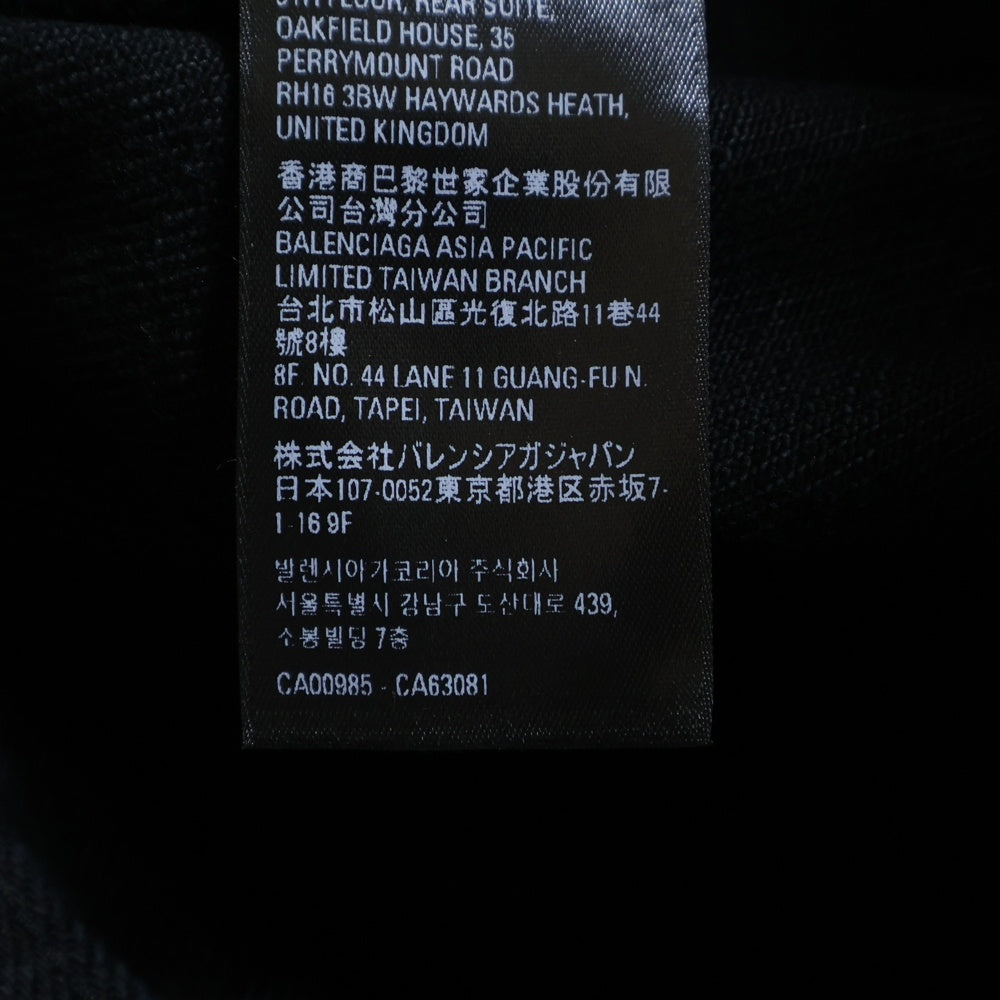 FLOOR, REAR SUITE,
OAKFIELD HOUSE, 35
PERRYMOUNT ROAD
RH16 3BW HAYWARDS HEATH,
UNITED KINGDOM
香港商巴黎世家企業股份有限
公司台灣分公司
BALENCIAGA ASIA PACIFIC
LIMITED TAIWAN BRANCH
台北市松山區光復北路11巷44
號8樓
8F. NO. 44 LANE 11 GUANG-FU N.
ROAD, TAPEI, TAIWAN
株式会社バレンシアガジャパン
日本107-0052東京都港区赤坂7-
1-16 9F
발렌시아가코리아 주식회사
서울특별시 강남구 도산대로 439,
소봉빌딩 7층
CA00985 - CA63081